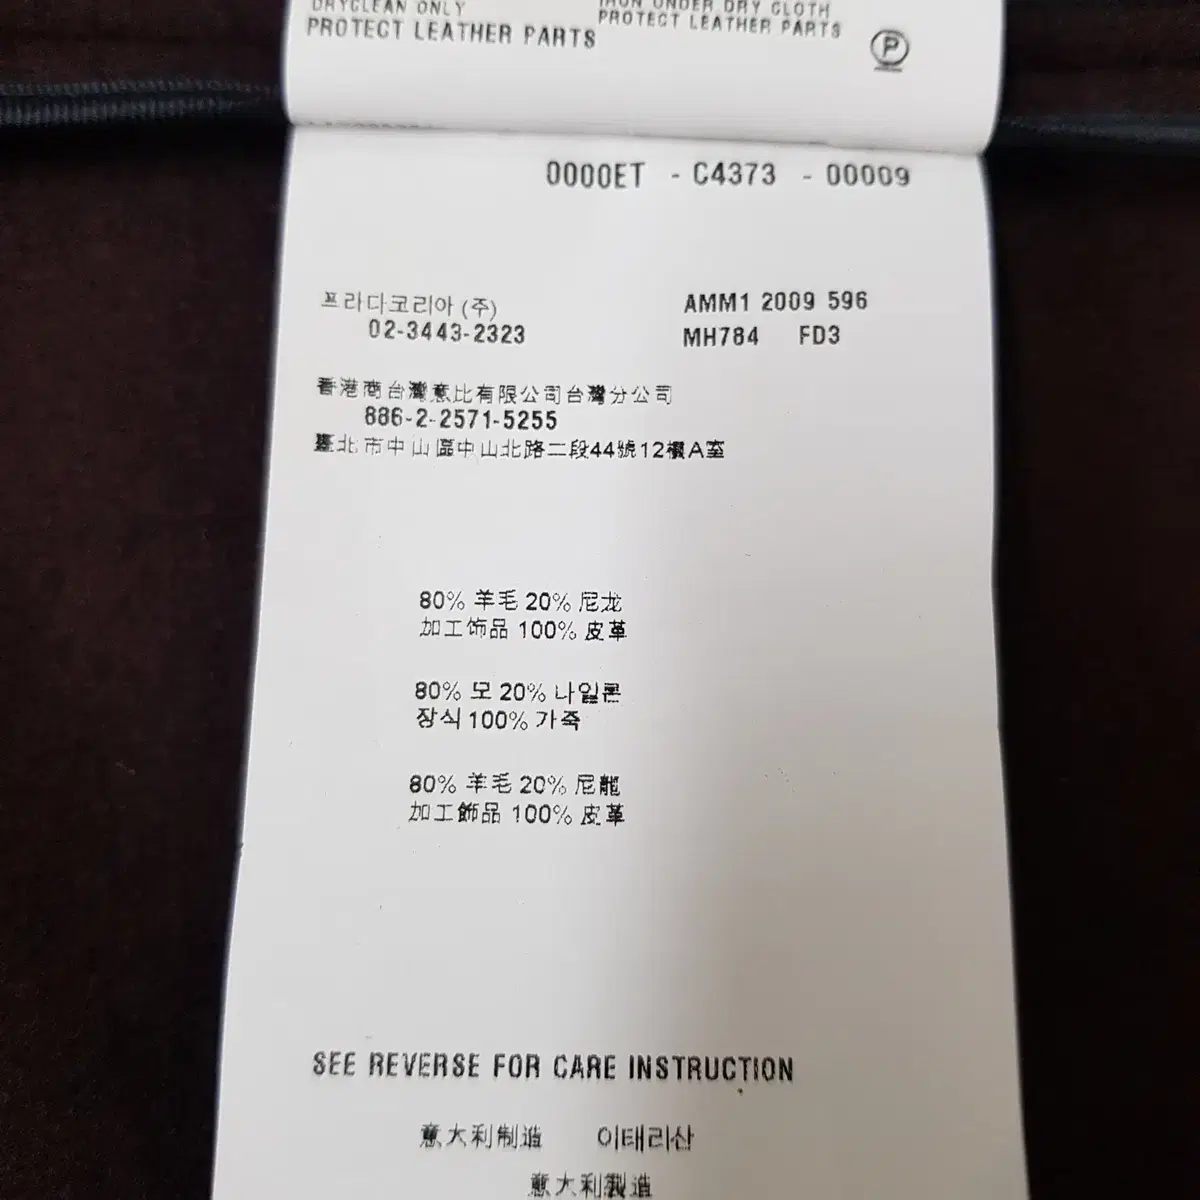 DRYCLEAN ONLY
PROTECT LEATHER PARTS
IRON UNDER DRY CLOTH
PROTECT LEATHER PARTS
P
0000ET - C4373 - 00009
프라다코리아 (주)
02-3443-2323
AMM1 2009 596
MH784 FD3
香港商台灣意比有限公司台灣分公司
886-2-2571-5255
臺北市中山區中山北路二段44號12樓A室
80% 羊毛 20% 尼龙
加工饰品 100% 皮革
80% 모 20% 나일론
장식 100% 가죽
80% 羊毛 20% 尼龍
加工飾品 100% 皮革
SEE REVERSE FOR CARE INSTRUCTION
意大利制造 이태리산
意大利製造